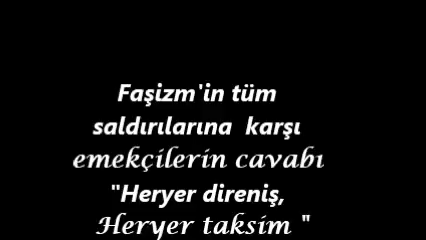 Faşizm'in tüm
saldırılarına karşı
emekçilerin cavabı
"Heryer direniş,
Heryer taksim "